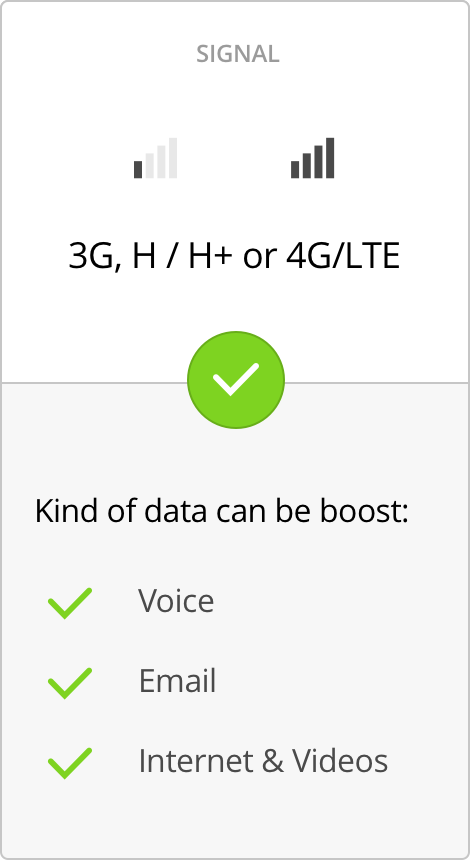 SIGNAL
3G, H / H+ or 4G/LTE
Kind of data can be boost:
Voice
Email
Internet & Videos